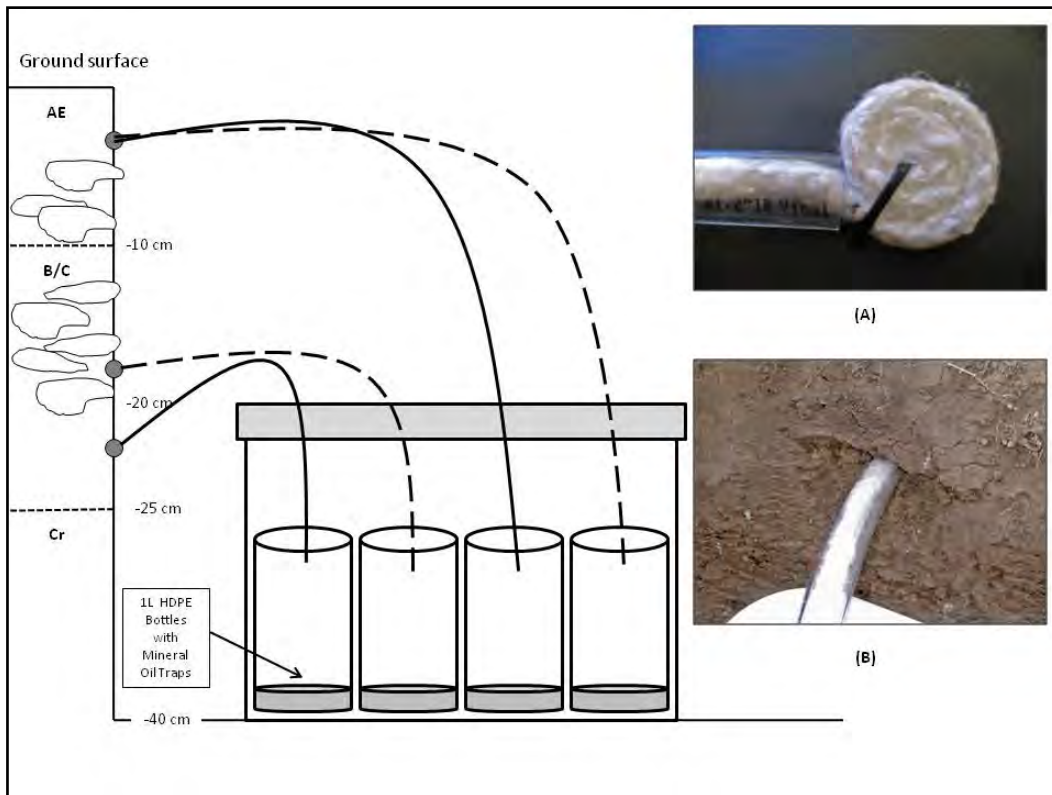 Ground surface
AE
-10 cm
B/C
-20 cm
-25 cm
Cr
1L HDPE
Bottles
with
Mineral
Oil Traps
-40 cm
(A)
(B)